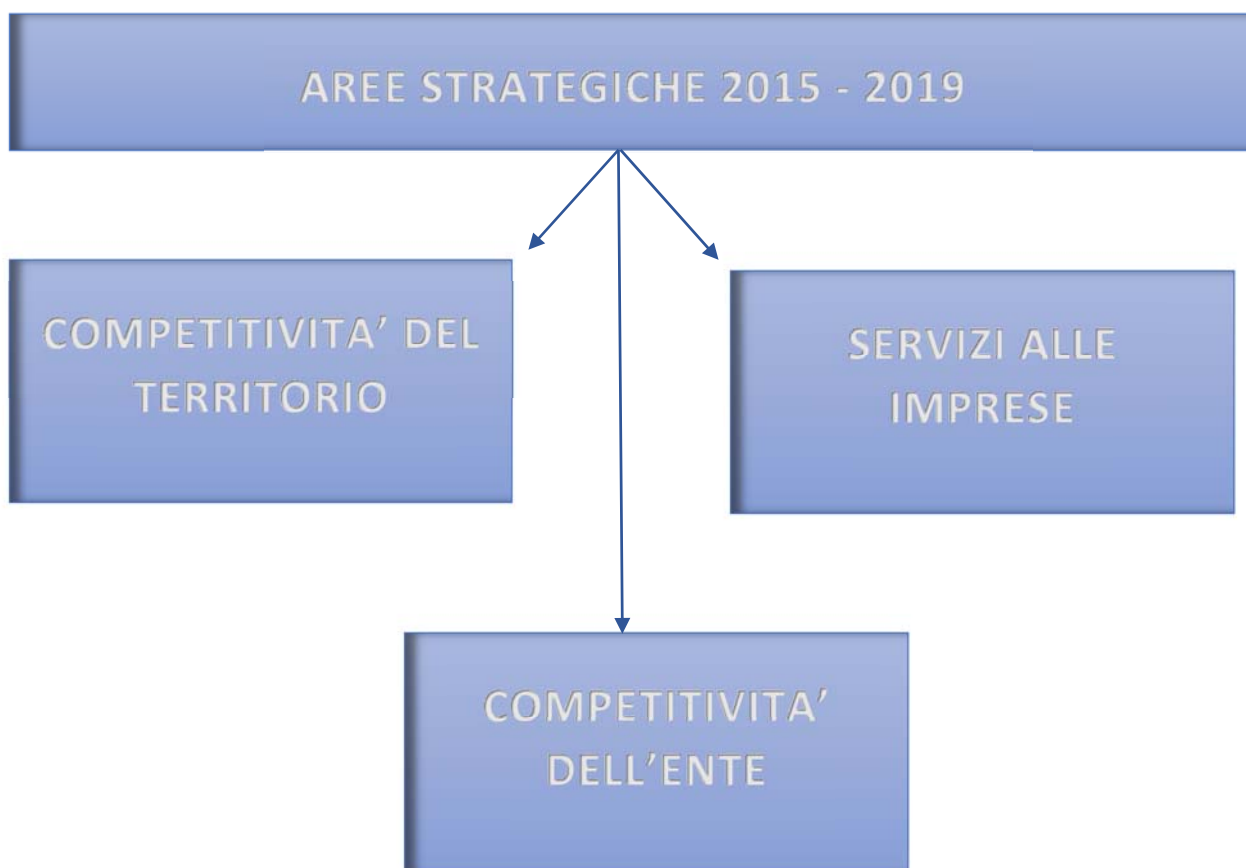 AREE STRATEGICHE 2015 - 2019
COMPETITIVITA’ DEL
TERRITORIO
SERVIZI ALLE
IMPRESE
COMPETITIVITA’
DELL’ENTE